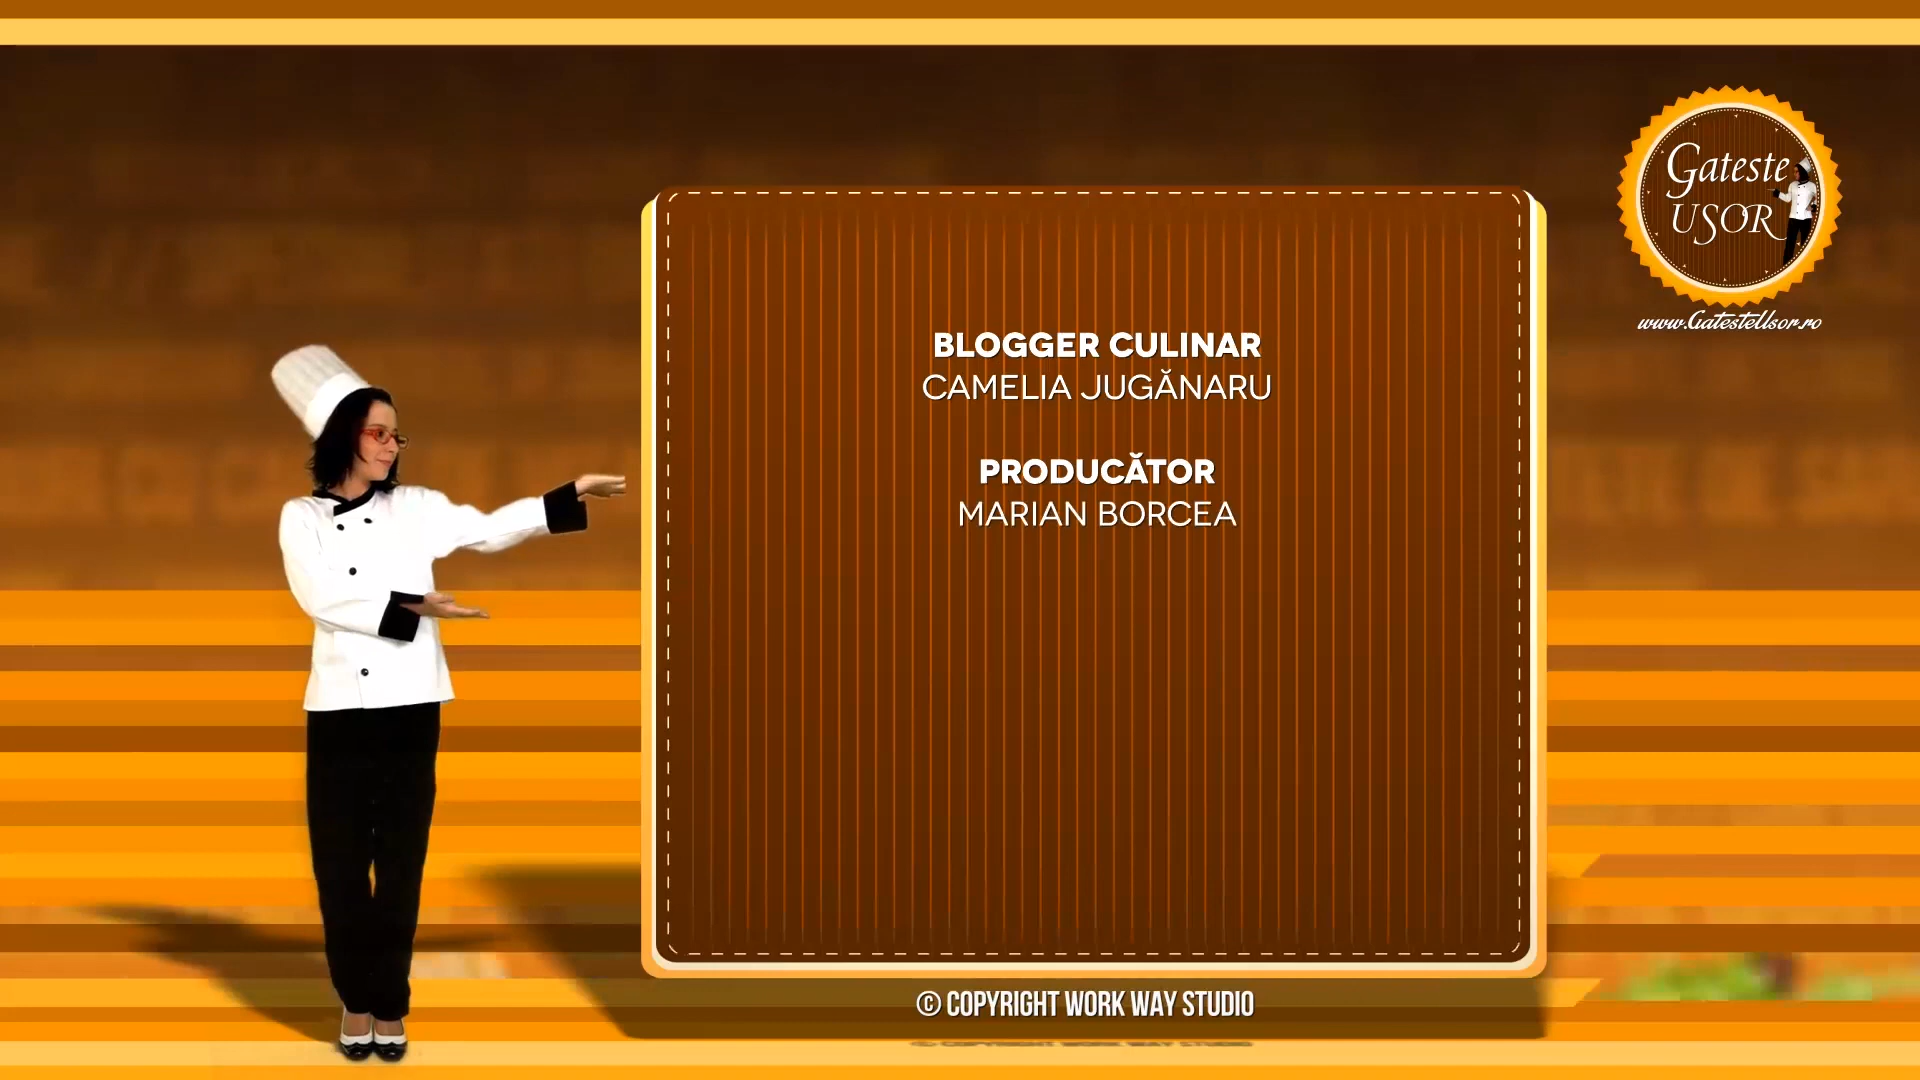 Gateste
USOR
www.GatesteUsor.ro
BLOGGER CULINAR
CAMELIA JUGĂNARU
PRODUCĂTOR
MARIAN BORCEA
© COPYRIGHT WORK WAY STUDIO